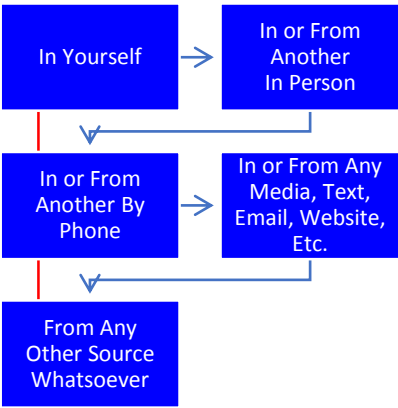 In Yourself
In or From
Another
In Person
In or From
Another By
Phone
In or From Any
Media, Text,
Email, Website,
Etc.
From Any
Other Source
Whatsoever